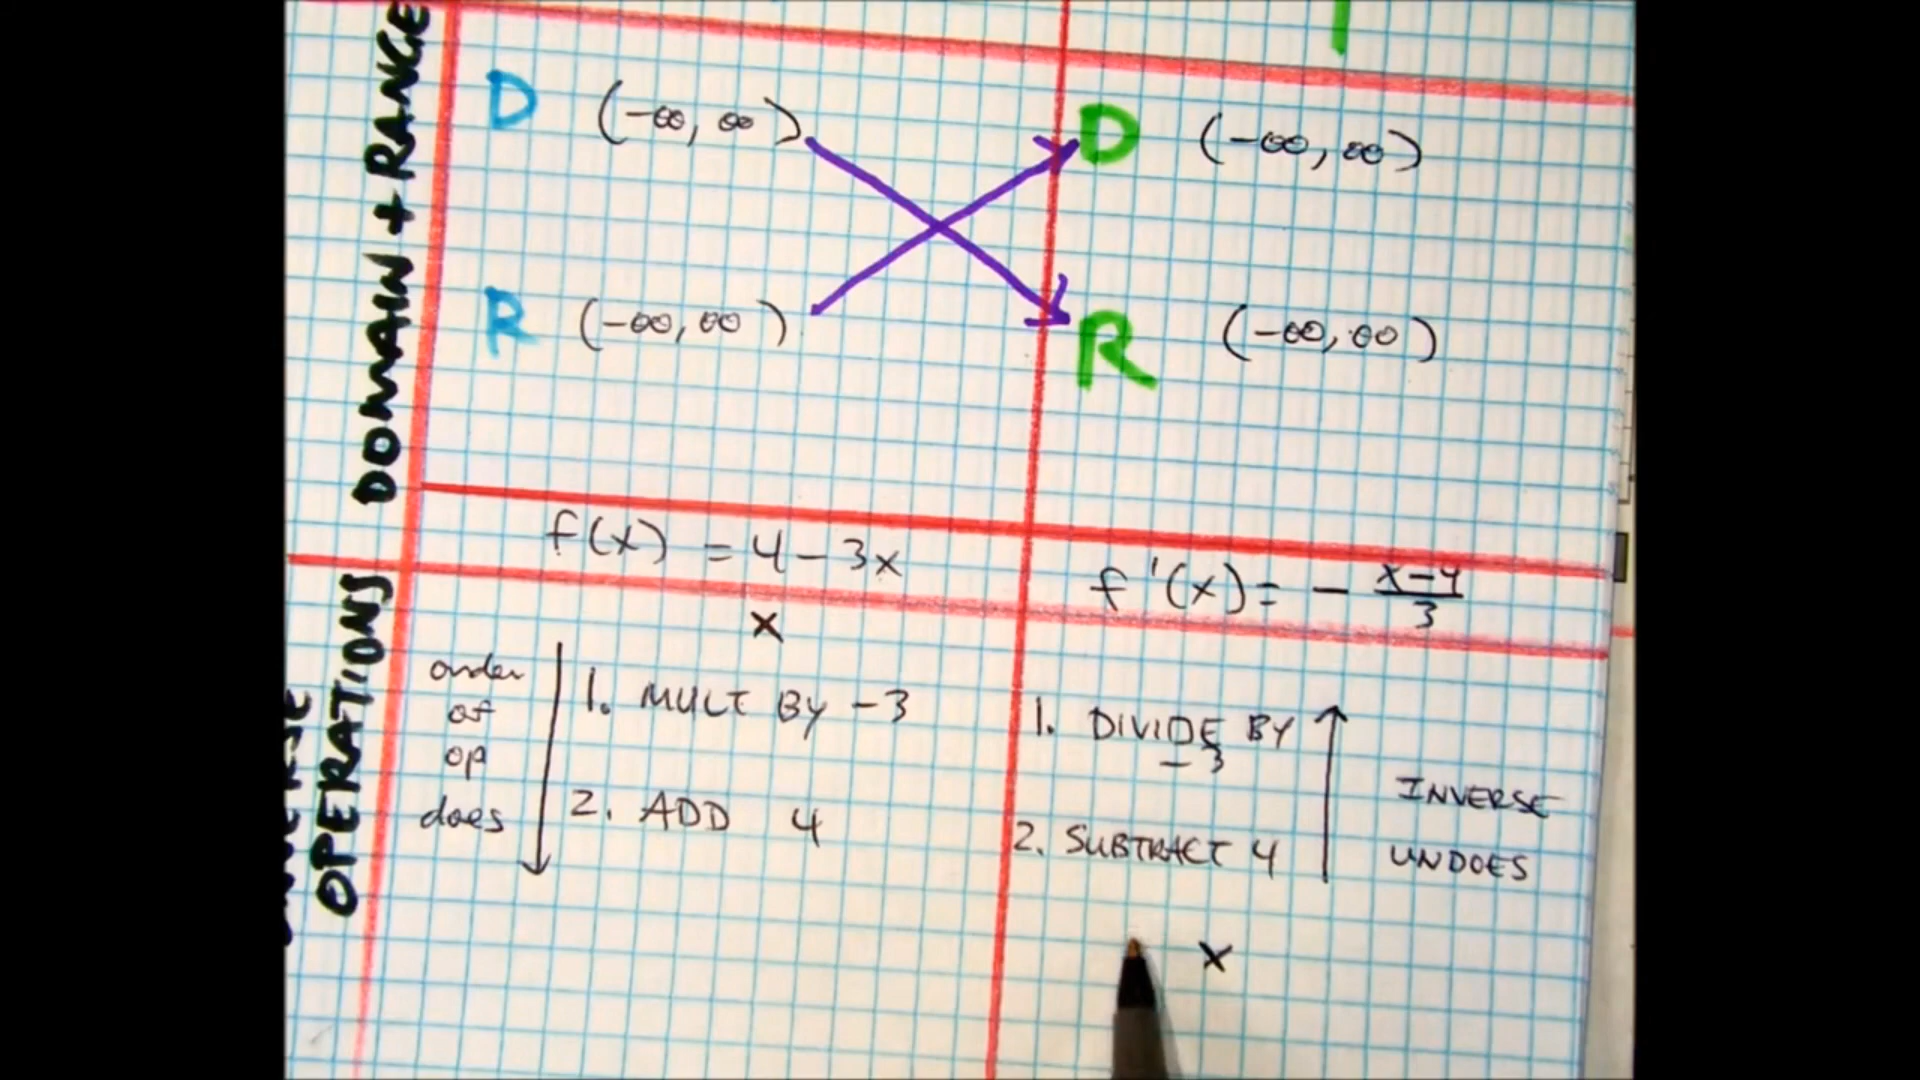 DOMAIN + RANGE
D (-∞, ∞)
R (-∞, ∞)
D (-∞, ∞)
R (-∞, ∞)
OPERATIONS
f(x) = 4 - 3x
x
order
of
op
does
1. MULT BY -3
2. ADD 4
f'(x) = - x-4
3
1. DIVIDE BY
-3
2. SUBTRACT 4
INVERSE
UNDOES
x